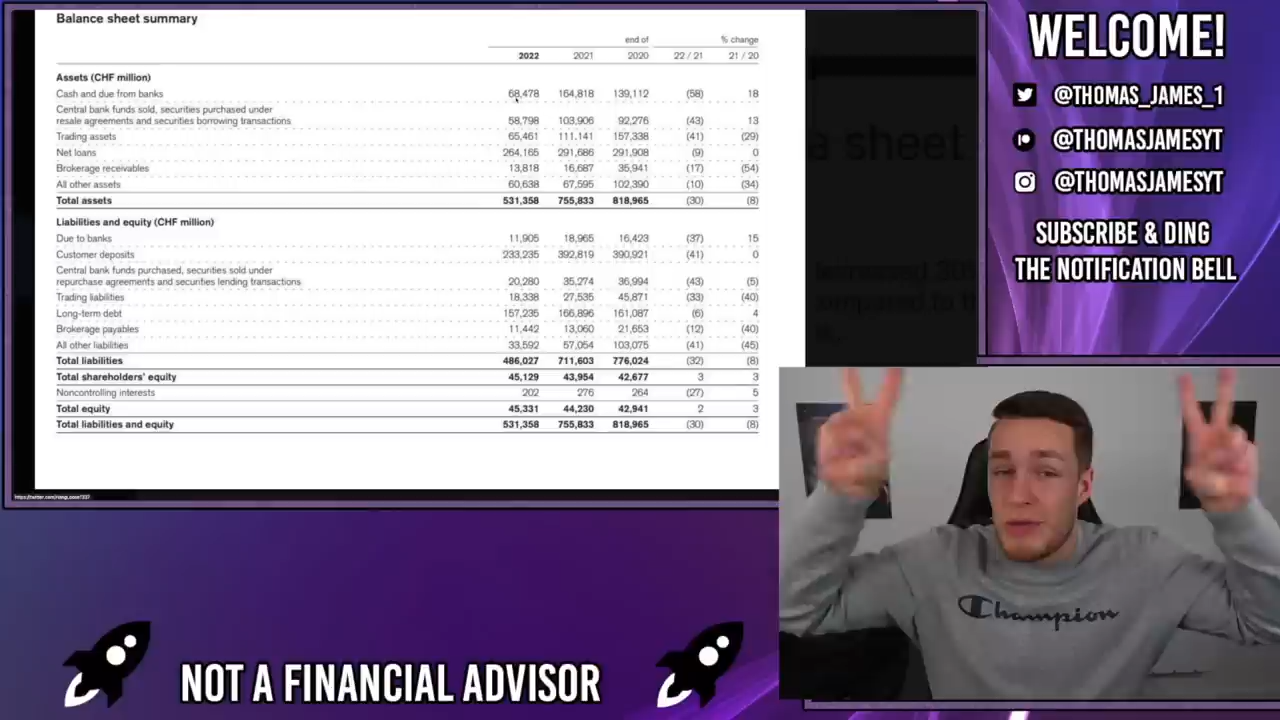 Balance sheet summary
end of % change
2022 2021 2020 22 / 21 21 / 20
Assets (CHF million)
Cash and due from banks 68,478 164,818 139,112 (58) 18
Central bank funds sold, securities purchased under
resale agreements and securities borrowing transactions 58,798 103,906 92,276 (43) 13
Trading assets 65,461 111,141 157,338 (41) (29)
Net loans 264,165 291,686 291,908 (9) 0
Brokerage receivables 13,818 16,687 35,941 (17) (54)
All other assets 60,638 67,595 102,390 (10) (34)
Total assets 531,358 755,833 818,965 (30) (8)
Liabilities and equity (CHF million)
Due to banks 11,905 18,965 16,423 (37) 15
Customer deposits 233,235 392,819 390,921 (41) 0
Central bank funds purchased, securities sold under
repurchase agreements and securities lending transactions 20,280 35,274 36,994 (43) (5)
Trading liabilities 18,338 27,535 45,871 (33) (40)
Long-term debt 157,235 166,896 161,087 (6) 4
Brokerage payables 11,442 13,060 21,653 (12) (40)
All other liabilities 33,592 57,054 103,075 (41) (45)
Total liabilities 486,027 711,603 776,024 (32) (8)
Total shareholders' equity 45,129 43,954 42,677 3 3
Noncontrolling interests 202 276 264 (27) 5
Total equity 45,331 44,230 42,941 2 3
Total liabilities and equity 531,358 755,833 818,965 (30) (8)
a sheet
compared to
WELCOME!
@THOMAS_JAMES_1
@THOMASJAMESYT
@THOMASJAMESYT
SUBSCRIBE & DING
THE NOTIFICATION BELL
Champion
NOT A FINANCIAL ADVISOR